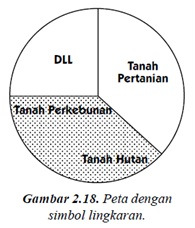 DLL
Tanah
Pertanian
Tanah Perkebunan
Tanah Hutan
Gambar 2.18. Peta dengan
simbol lingkaran.